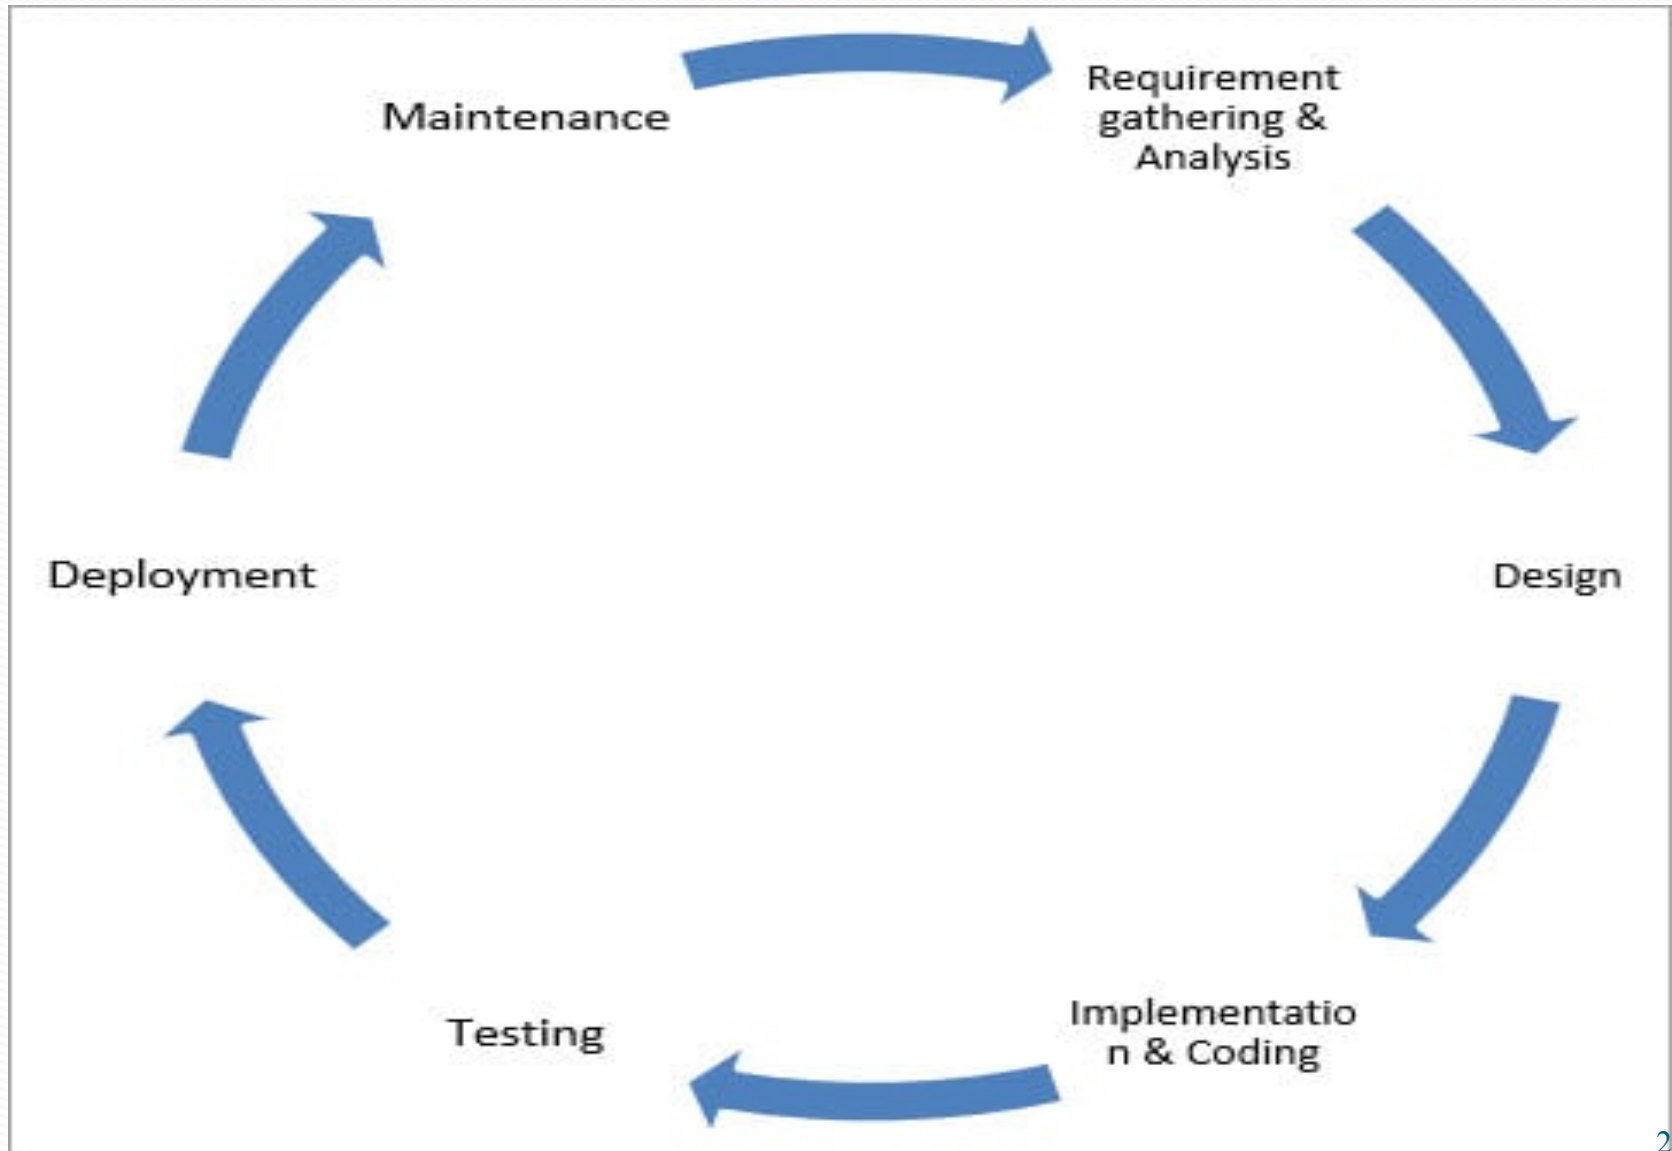 Maintenance
Requirement
gathering &
Analysis
Deployment
Design
Testing
Implementatio
n & Coding
2